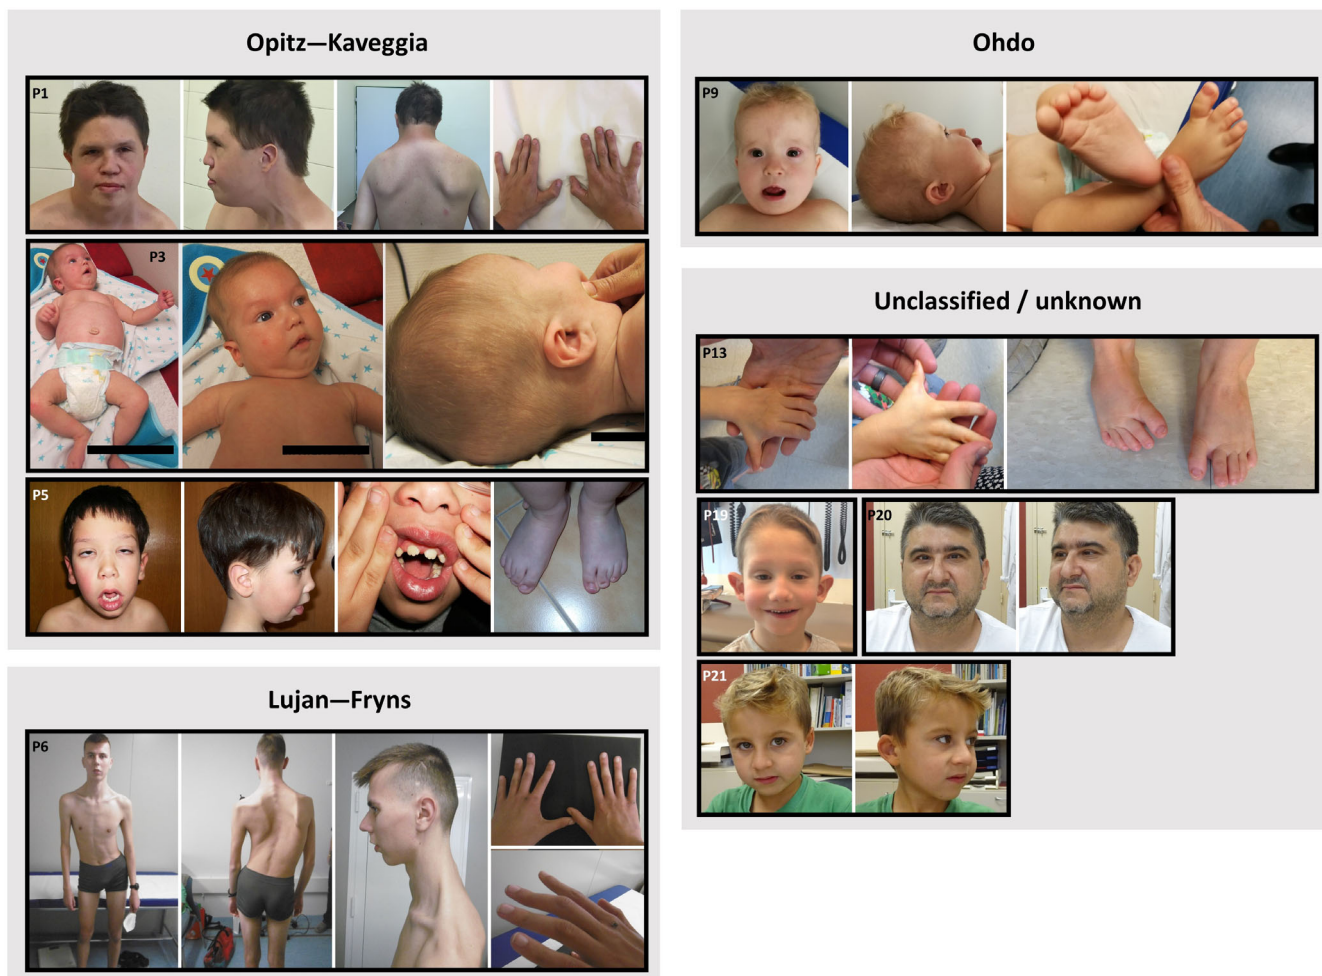 Opitz—Kaveggia
P1
P3
P5
Lujan—Fryns
P6
Ohdo
P9
Unclassified / unknown
P13
P19
P20
P21